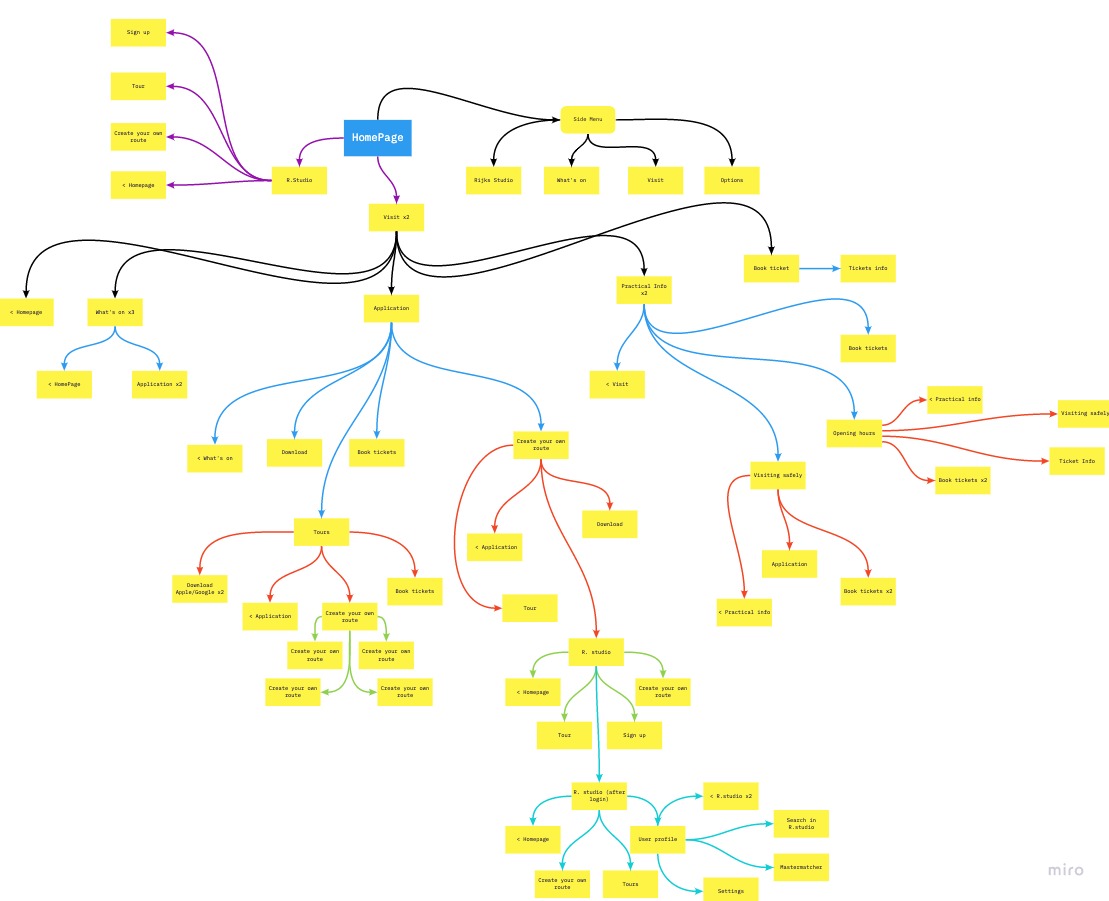 Sign up
Tour
Create your own
route
< Homepage
HomePage
R.Studio
Side Menu
Rijks Studio
What's on
Visit
Options
Visit x2
Book ticket
Tickets info
< Homepage
What's on x3
Application
Practical Info
x2
Book tickets
< HomePage
Application x2
< Visit
< Practical info
Visiting safely
Opening hours
Ticket Info
Book tickets x2
< What's on
Download
Book tickets
Create your own
route
Visiting safely
Tours
< Application
Download
Application
Book tickets x2
< Practical info
Download
Apple/Google x2
< Application
Create your own
route
Book tickets
Tour
Create your own
route
Create your own
route
Create your own
route
Create your own
route
R. studio
< Homepage
Create your own
route
Tour
Sign up
R. studio (after
login)
< R.studio x2
< Homepage
User profile
Search in
R.studio
Mastermatcher
Create your own
route
Tours
Settings
miro